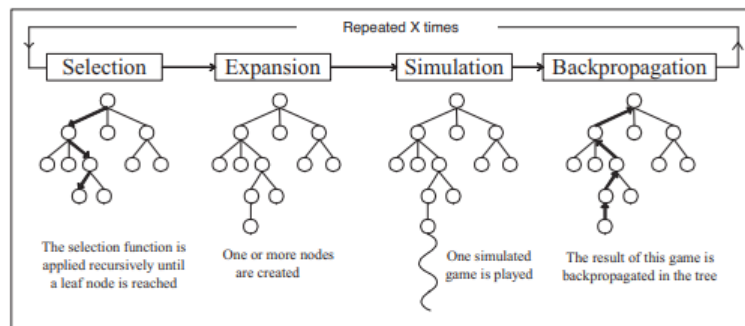 Repeated X times
Selection
Expansion
Simulation
Backpropagation
The selection function is
applied recursively until
a leaf node is reached
One or more nodes
are created
One simulated
game is played
The result of this game is
backpropagated in the tree